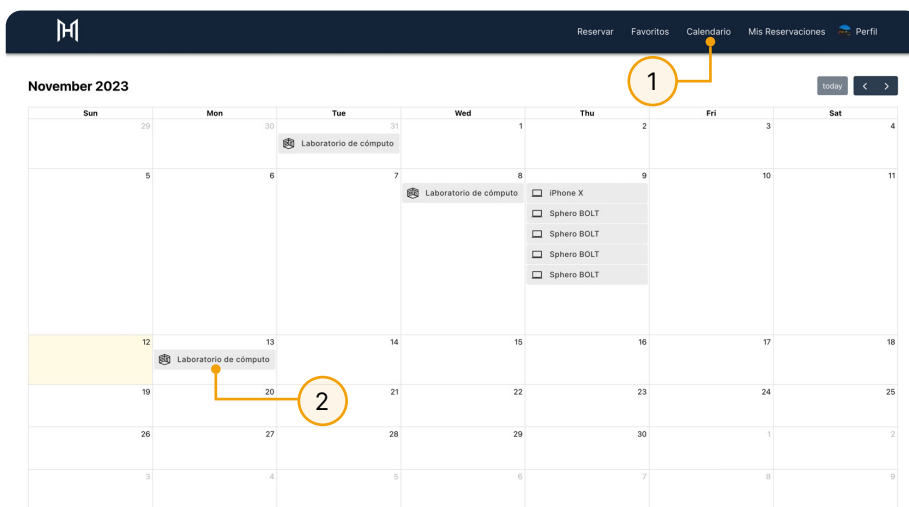 Reservar Favoritos Calendario Mis Reservaciones Perfil
1
November 2023 today
Sun Mon Tue Wed Thu Fri Sat
29 30 31 1 2 3 4
Laboratorio de cómputo
5 6 7 8 9 10 11
Laboratorio de cómputo iPhone X
Sphero BOLT
Sphero BOLT
Sphero BOLT
Sphero BOLT
12 13 14 15 16 17 18
Laboratorio de cómputo
19 20 21 22 23 24 25
2
26 27 28 29 30 1 2
3 4 5 6 7 8 9